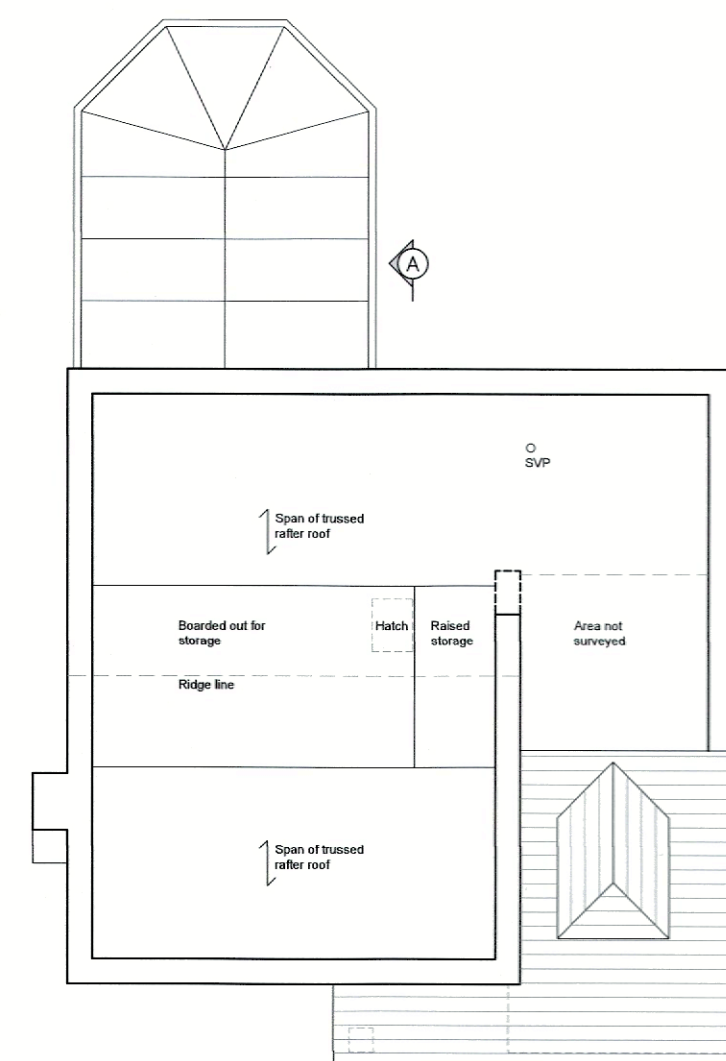 A
SVP
Span of trussed
rafter roof
Boarded out for
storage
Hatch
Raised
storage
Area not
surveyed
Ridge line
Span of trussed
rafter roof